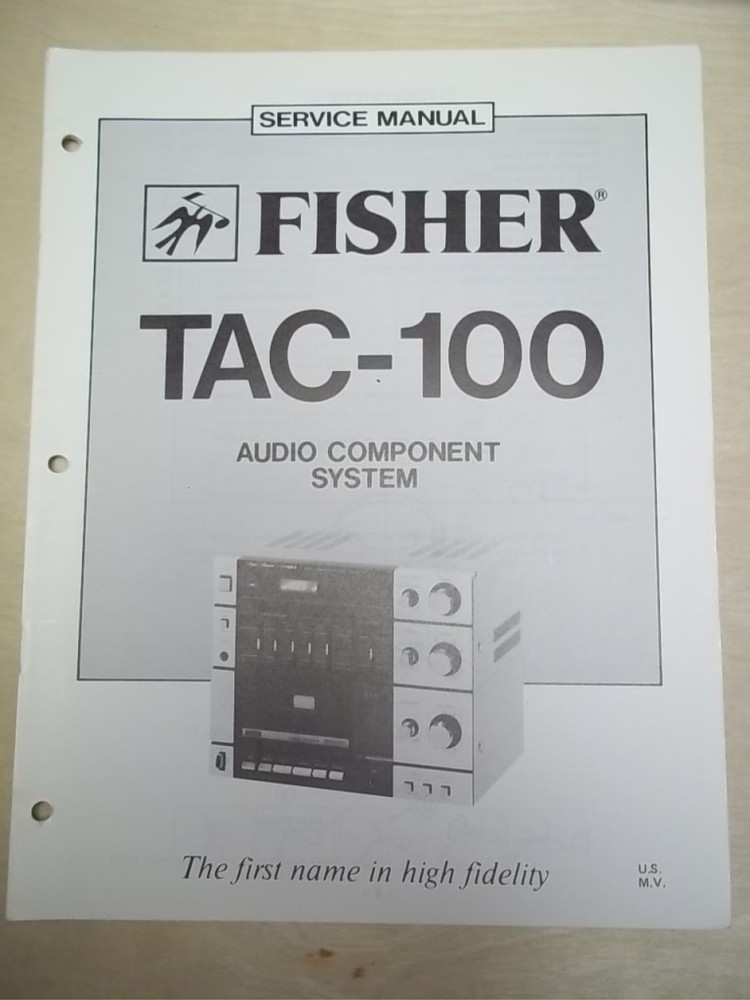 SERVICE MANUAL
FISHER®
TAC-100
AUDIO COMPONENT
SYSTEM
The first name in high fidelity
U.S.
M.V.